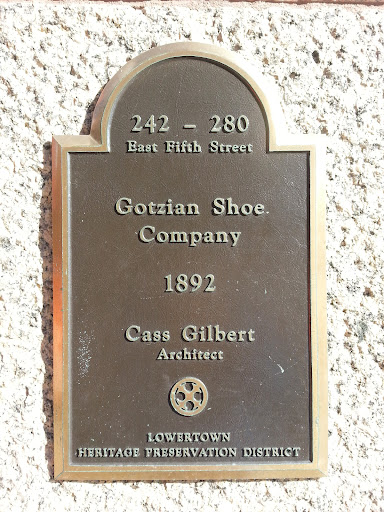 242 – 280
East Fifth Street
Gotzian Shoe
Company
1892
Cass Gilbert
Architect
LOWERTOWN
HERITAGE PRESERVATION DISTRICT